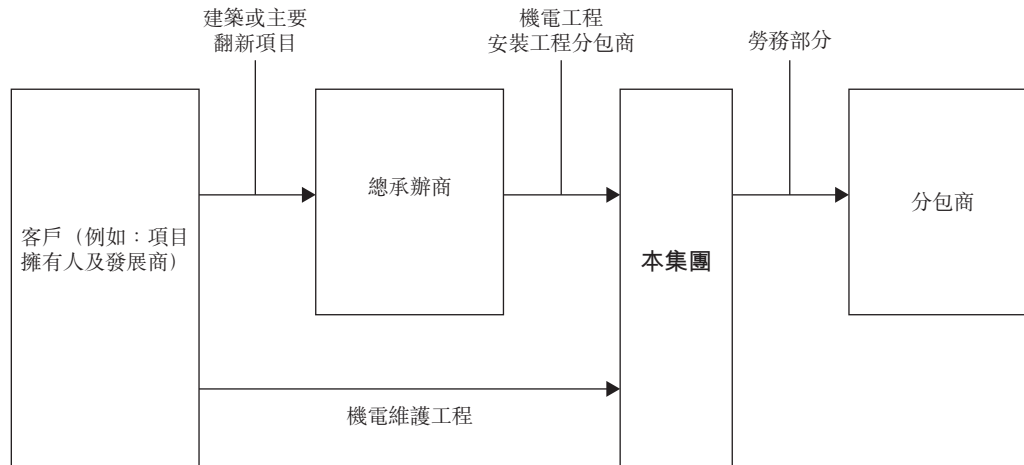 建築或主要
翻新項目
機電工程
安裝工程分包商
勞務部分
客戶（例如：項目
擁有人及發展商）
總承辦商
本集團
分包商
機電維護工程